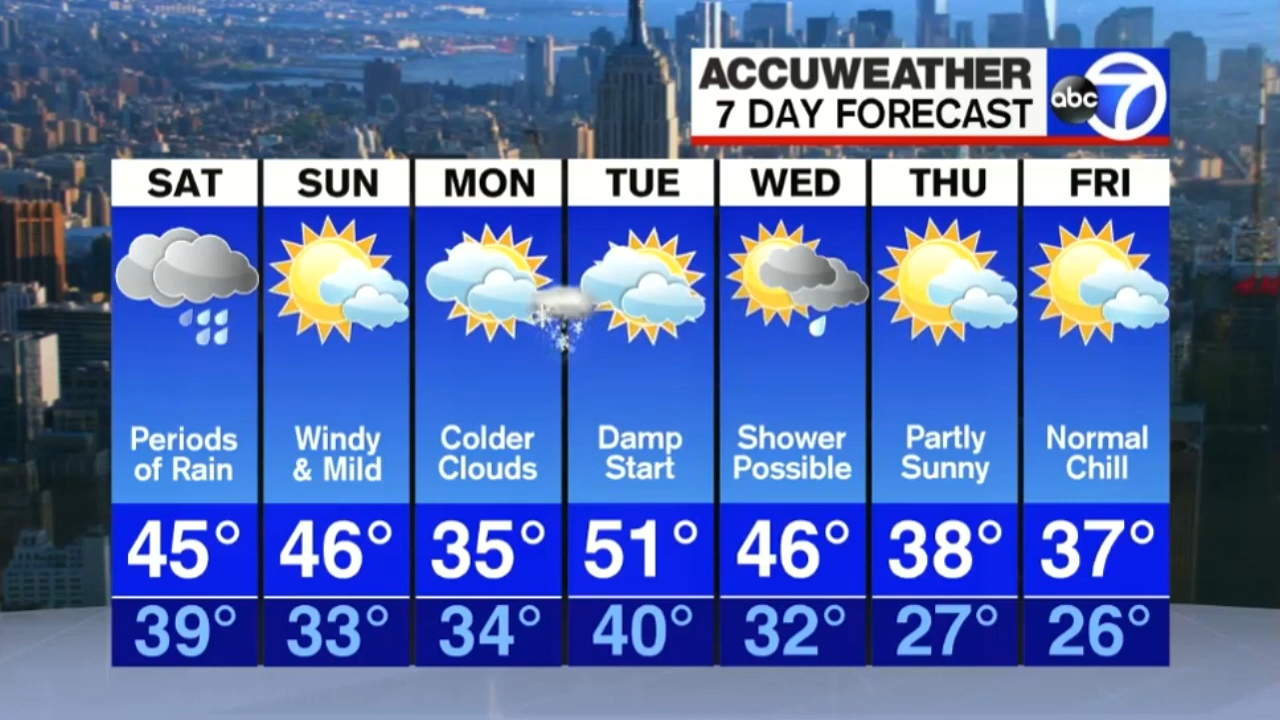 ACCUWEATHER
7 DAY FORECAST
abc 7
SAT SUN MON TUE WED THU FRI
Periods of Rain
Windy & Mild
Colder Clouds
Damp Start
Shower Possible
Partly Sunny
Normal Chill
45° 46° 35° 51° 46° 38° 37°
39° 33° 34° 40° 32° 27° 26°